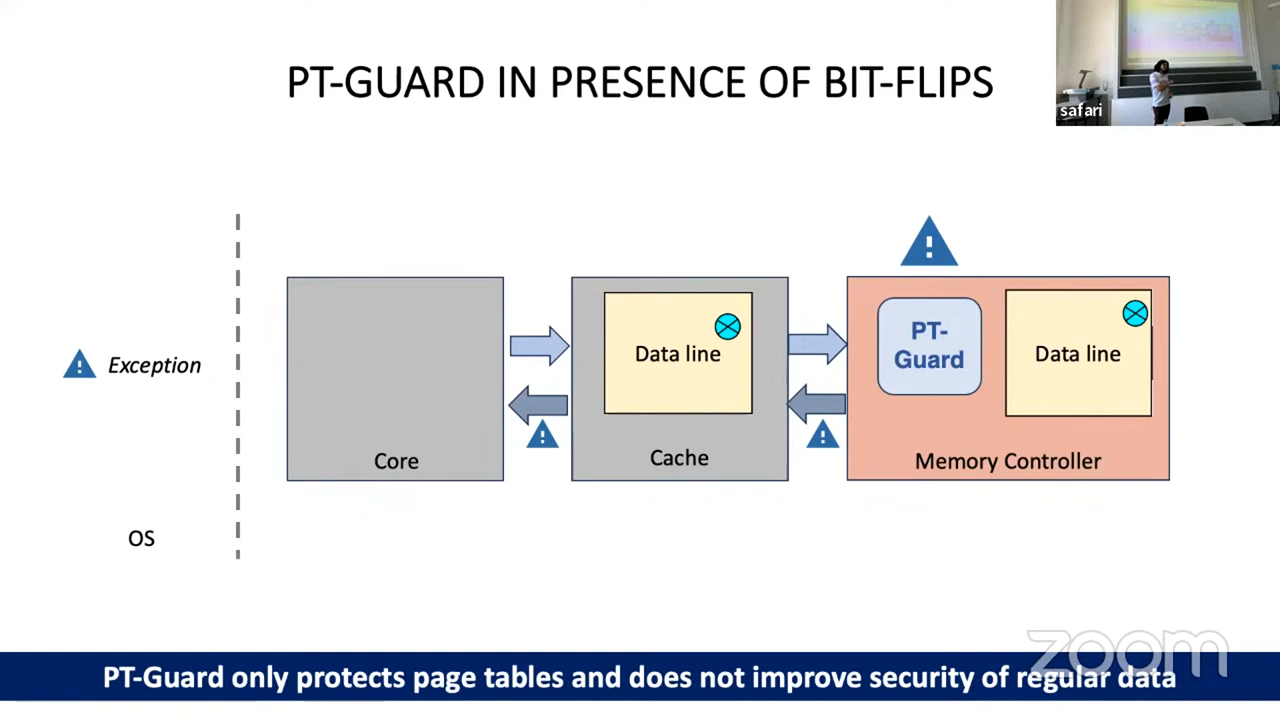 PT-GUARD IN PRESENCE OF BIT-FLIPS
safari
Exception
OS
Core
Data line
Cache
PT-
Guard
Data line
Memory Controller
zoom
PT-Guard only protects page tables and does not improve security of regular data